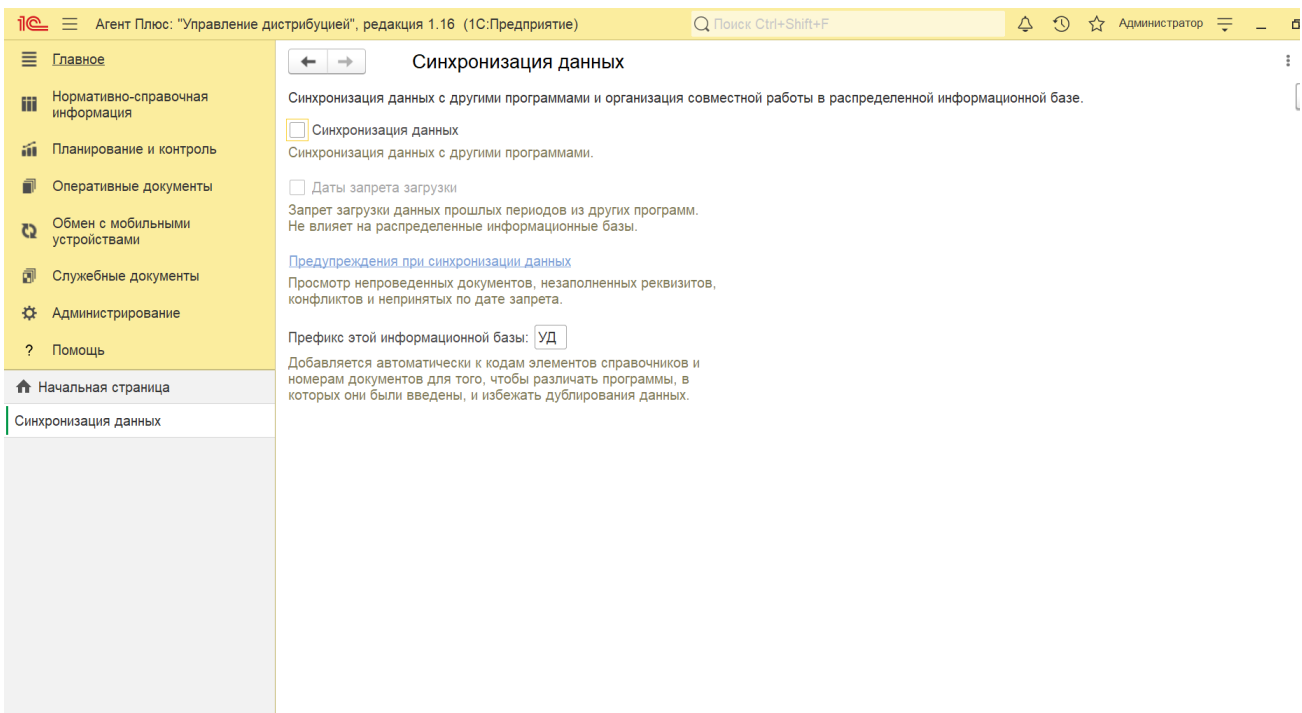 1С Агент Плюс: "Управление дистрибуцией", редакция 1.16 (1С:Предприятие) Поиск Ctrl+Shift+F Администратор
Главное
Нормативно-справочная
информация
Планирование и контроль
Оперативные документы
Обмен с мобильными
устройствами
Служебные документы
Администрирование
? Помощь
Начальная страница
Синхронизация данных
Синхронизация данных
Синхронизация данных с другими программами и организация совместной работы в распределенной информационной базе.
Синхронизация данных
Синхронизация данных с другими программами.
Даты запрета загрузки
Запрет загрузки данных прошлых периодов из других программ.
Не влияет на распределенные информационные базы.
Предупреждения при синхронизации данных
Просмотр непроведенных документов, незаполненных реквизитов,
конфликтов и непринятых по дате запрета.
Префикс этой информационной базы: УД
Добавляется автоматически к кодам элементов справочников и
номерам документов для того, чтобы различать программы, в
которых они были введены, и избежать дублирования данных.